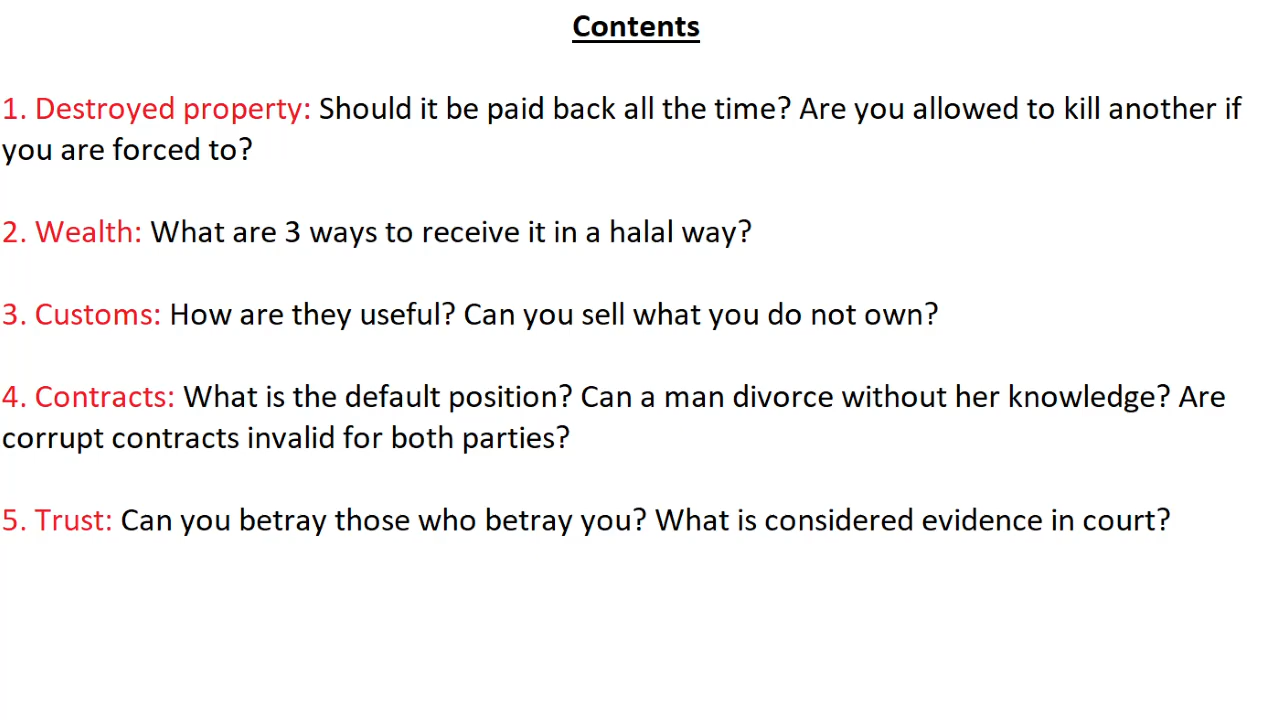 Contents
1. Destroyed property: Should it be paid back all the time? Are you allowed to kill another if
you are forced to?
2. Wealth: What are 3 ways to receive it in a halal way?
3. Customs: How are they useful? Can you sell what you do not own?
4. Contracts: What is the default position? Can a man divorce without her knowledge? Are
corrupt contracts invalid for both parties?
5. Trust: Can you betray those who betray you? What is considered evidence in court?